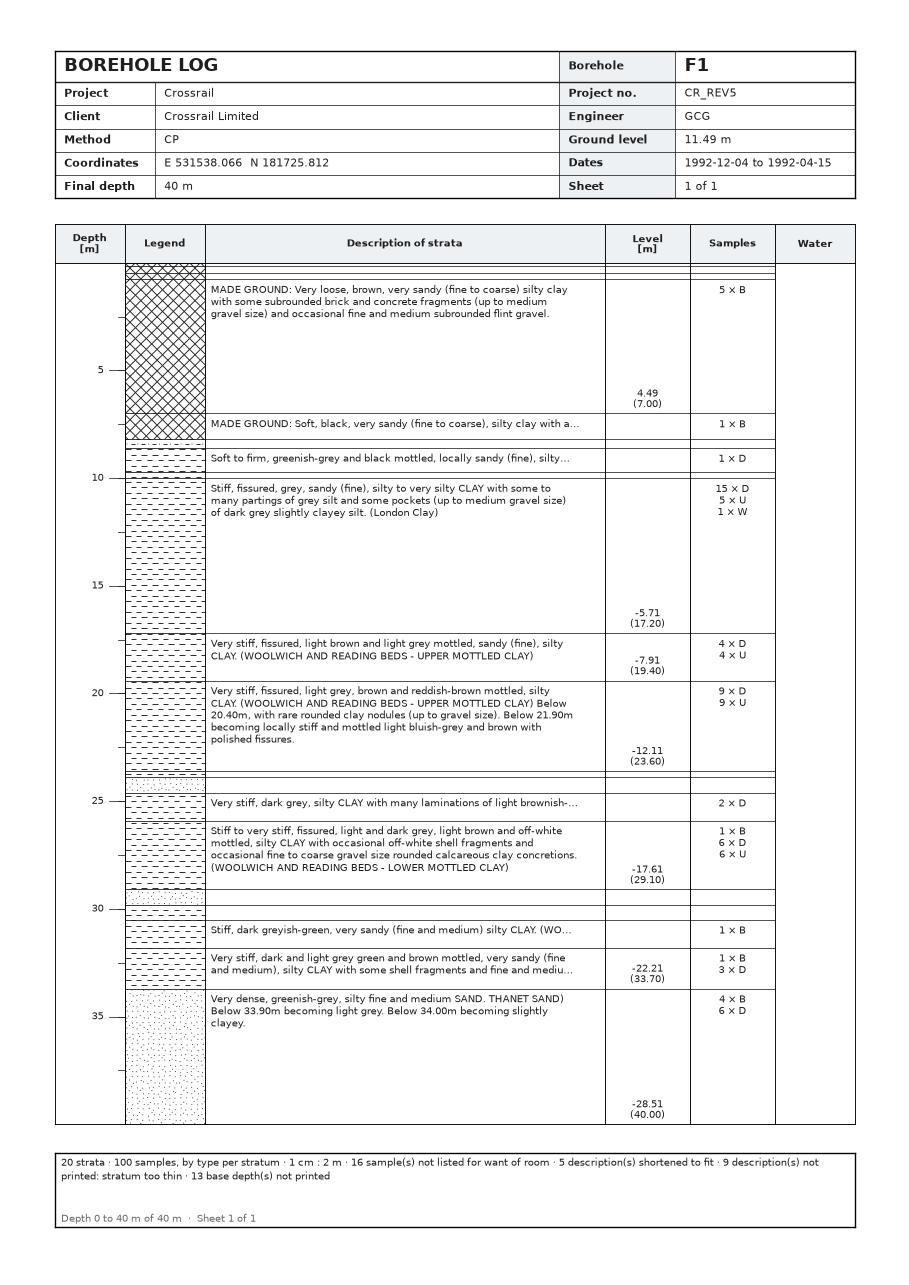 BOREHOLE LOG Borehole F1
Project Crossrail Project no. CR_REV5
Client Crossrail Limited Engineer GCG
Method CP Ground level 11.49 m
Coordinates E 531538.066 N 181725.812 Dates 1992-12-04 to 1992-04-15
Final depth 40 m Sheet 1 of 1
Depth [m] Legend Description of strata Level [m] Samples Water
MADE GROUND: Very loose, brown, very sandy (fine to coarse) silty clay 5 × B
with some subrounded brick and concrete fragments (up to medium
gravel size) and occasional fine and medium subrounded flint gravel.
5
4.49
(7.00)
MADE GROUND: Soft, black, very sandy (fine to coarse), silty clay with a... 1 × B
Soft to firm, greenish-grey and black mottled, locally sandy (fine), silty... 1 × D
10
Stiff, fissured, grey, sandy (fine), silty to very silty CLAY with some to 15 × D
many partings of grey silt and some pockets (up to medium gravel size) 5 × U
of dark grey slightly clayey silt. (London Clay) 1 × W
15
-5.71
(17.20)
Very stiff, fissured, light brown and light grey mottled, sandy (fine), silty 4 × D
CLAY. (WOOLWICH AND READING BEDS - UPPER MOTTLED CLAY) 4 × U
-7.91
(19.40)
20
Very stiff, fissured, light grey, brown and reddish-brown mottled, silty 9 × D
CLAY. (WOOLWICH AND READING BEDS - UPPER MOTTLED CLAY) Below 9 × U
20.40m, with rare rounded clay nodules (up to gravel size). Below 21.90m
becoming locally stiff and mottled light bluish-grey and brown with
polished fissures.
-12.11
(23.60)
25
Very stiff, dark grey, silty CLAY with many laminations of light brownish-... 2 × D
Stiff to very stiff, fissured, light and dark grey, light brown and off-white 1 × B
mottled, silty CLAY with occasional off-white shell fragments and 6 × D
occasional fine to coarse gravel size rounded calcareous clay concretions. 6 × U
(WOOLWICH AND READING BEDS - LOWER MOTTLED CLAY) -17.61
(29.10)
30
Stiff, dark greyish-green, very sandy (fine and medium) silty CLAY. (WO... 1 × B
Very stiff, dark and light grey green and brown mottled, very sandy (fine 1 × B
and medium), silty CLAY with some shell fragments and fine and mediu... 3 × D
-22.21
(33.70)
Very dense, greenish-grey, silty fine and medium SAND. THANET SAND) 4 × B
Below 33.90m becoming light grey. Below 34.00m becoming slightly 6 × D
clayey.
35
-28.51
(40.00)
20 strata · 100 samples, by type per stratum · 1 cm : 2 m · 16 sample(s) not listed for want of room · 5 description(s) shortened to fit · 9 description(s) not
printed: stratum too thin · 13 base depth(s) not printed
Depth 0 to 40 m of 40 m · Sheet 1 of 1